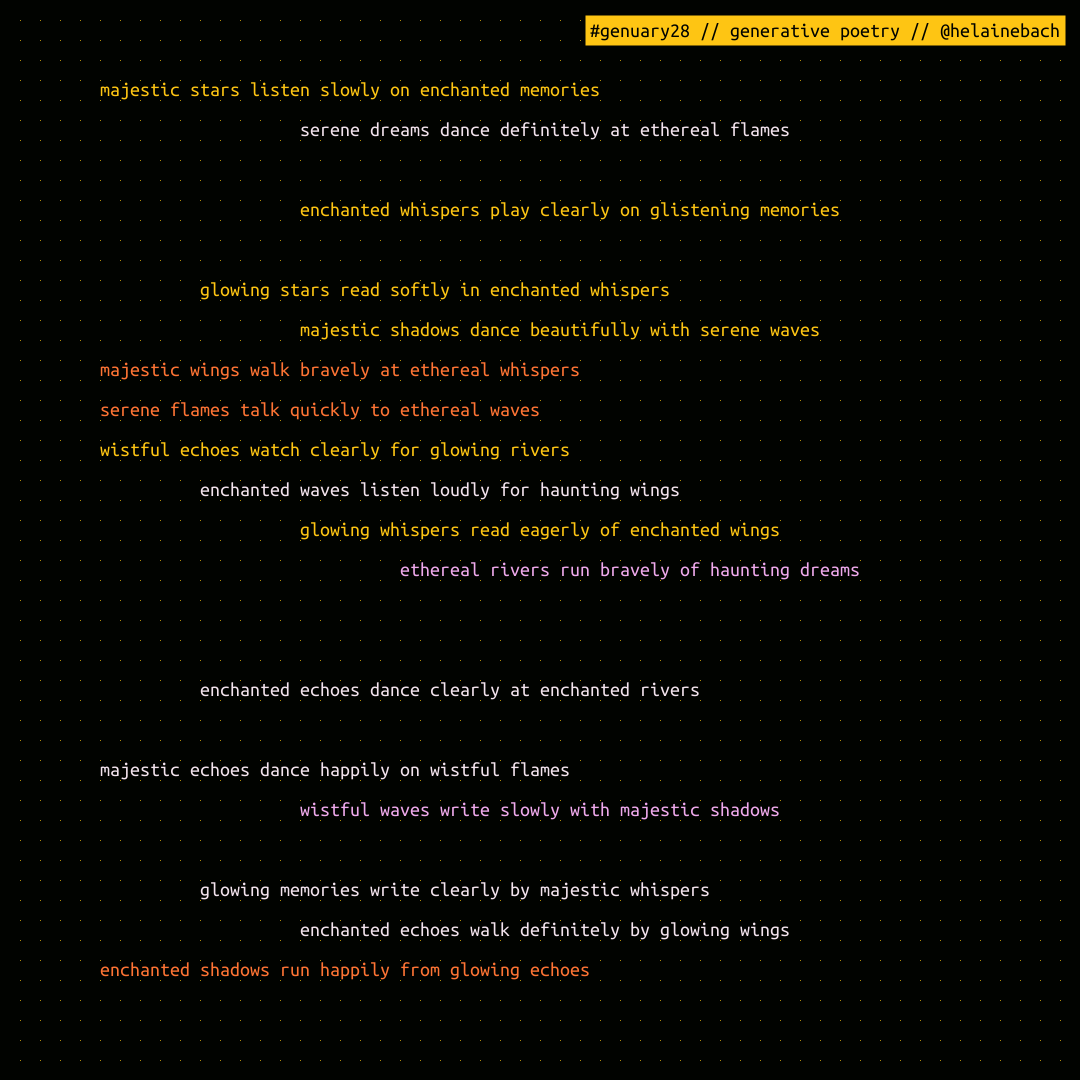 #genuary28 // generative poetry // @helainebach
majestic stars listen slowly on enchanted memories
serene dreams dance definitely at ethereal flames
enchanted whispers play clearly on glistening memories
glowing stars read softly in enchanted whispers
majestic shadows dance beautifully with serene waves
majestic wings walk bravely at ethereal whispers
serene flames talk quickly to ethereal waves
wistful echoes watch clearly for glowing rivers
enchanted waves listen loudly for haunting wings
glowing whispers read eagerly of enchanted wings
ethereal rivers run bravely of haunting dreams
enchanted echoes dance clearly at enchanted rivers
majestic echoes dance happily on wistful flames
wistful waves write slowly with majestic shadows
glowing memories write clearly by majestic whispers
enchanted echoes walk definitely by glowing wings
enchanted shadows run happily from glowing echoes